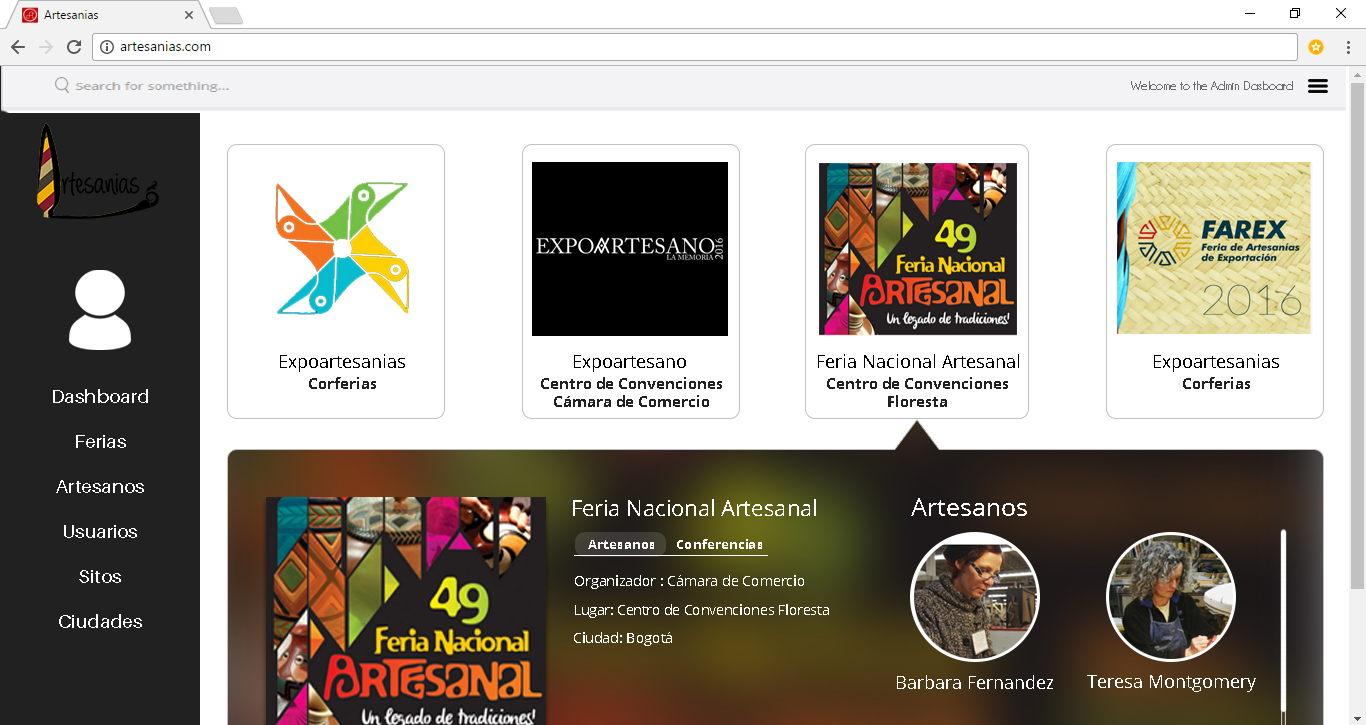 Artesanias
artesanias.com
Search for something...
Welcome to the Admin Dasboard
Artesanias
Dashboard
Ferias
Artesanos
Usuarios
Sitos
Ciudades
Expoartesanias
Corferias
EXPOARTESANO 2016
LA MEMORIA
Expoartesano
Centro de Convenciones
Cámara de Comercio
49
Feria Nacional
ARTESANAL
Un legado de tradiciones!
Feria Nacional Artesanal
Centro de Convenciones
Floresta
FAREX
Feria de Artesanías
de Exportación
2016
Expoartesanias
Corferias
49
Feria Nacional
ARTESANAL
Un legado de tradiciones!
Feria Nacional Artesanal
Artesanos Conferencias
Organizador : Cámara de Comercio
Lugar: Centro de Convenciones Floresta
Ciudad: Bogotá
Artesanos
Barbara Fernandez
Teresa Montgomery